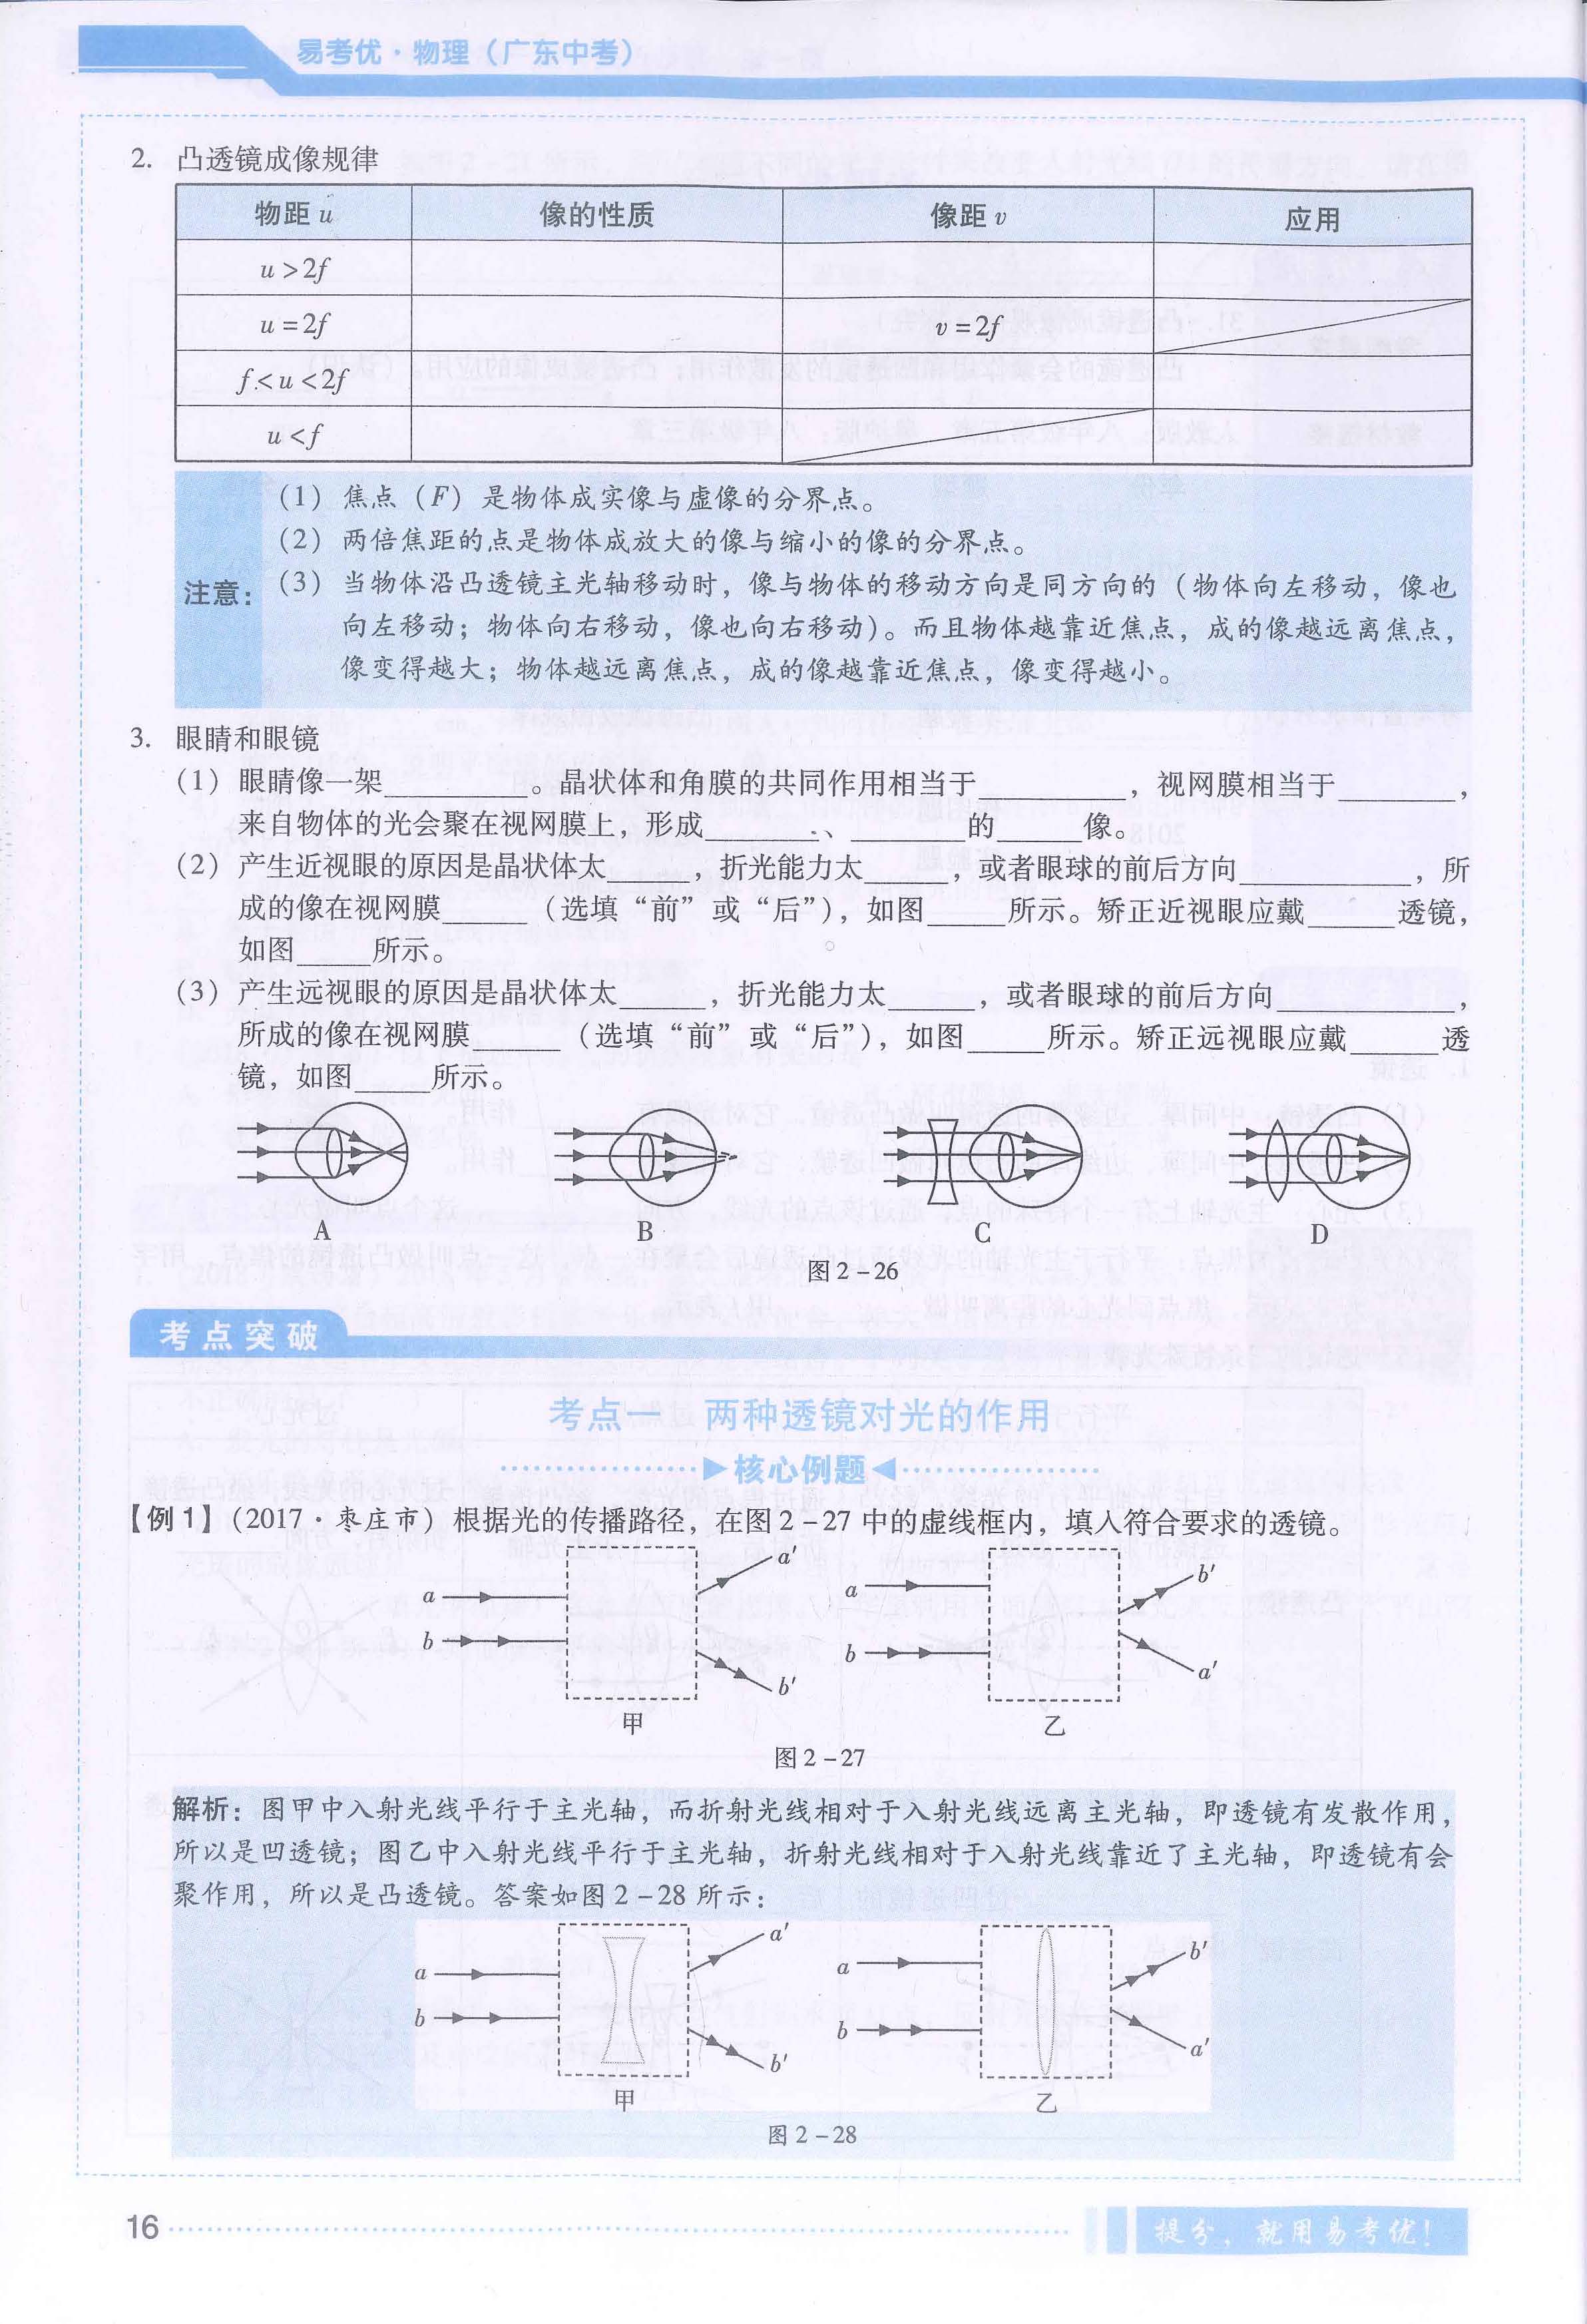 易考优·物理（广东中考）
2. 凸透镜成像规律
物距 u 像的性质 像距 v 应用
u >2f
u =2f v =2f
f< u <2f
u <f
注意：
（1）焦点（F）是物体成实像与虚像的分界点。
（2）两倍焦距的点是物体成放大的像与缩小的像的分界点。
（3）当物体沿凸透镜主光轴移动时，像与物体的移动方向是同方向的（物体向左移动，像也
向左移动；物体向右移动，像也向右移动）。而且物体越靠近焦点，成的像越远离焦点，
像变得越大；物体越远离焦点，成的像越靠近焦点，像变得越小。
3. 眼睛和眼镜
（1）眼睛像一架________。晶状体和角膜的共同作用相当于________，视网膜相当于________，
来自物体的光会聚在视网膜上，形成________、________的______像。
（2）产生近视眼的原因是晶状体太______，折光能力太______，或者眼球的前后方向________，所
成的像在视网膜______（选填“前”或“后”），如图______所示。矫正近视眼应戴______透镜，
如图______所示。
（3）产生远视眼的原因是晶状体太______，折光能力太______，或者眼球的前后方向________，
所成的像在视网膜______（选填“前”或“后”），如图______所示。矫正远视眼应戴______透
镜，如图______所示。
A B C D
图 2-26
考点突破
考点一 两种透镜对光的作用
核心例题
【例 1】（2017·枣庄市）根据光的传播路径，在图 2-27 中的虚线框内，填入符合要求的透镜。
a b a′ b′ 甲
a b b′ a′ 乙
图 2-27
解析：图甲中入射光线平行于主光轴，而折射光线相对于入射光线远离主光轴，即透镜有发散作用，
所以是凹透镜；图乙中入射光线平行于主光轴，折射光线相对于入射光线靠近了主光轴，即透镜有会
聚作用，所以是凸透镜。答案如图 2-28 所示：
a b a′ b′ 甲
a b b′ a′ 乙
图 2-28
16
提分，就用易考优！